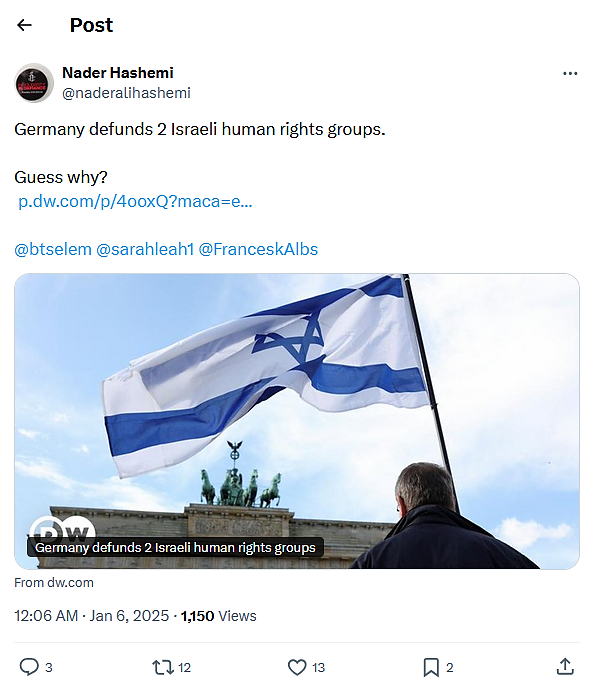 Post
Nader Hashemi
@naderalihashemi
Germany defunds 2 Israeli human rights groups.
Guess why?
p.dw.com/p/4ooxQ?maca=e...
@btselem @sarahleah1 @FranceskAlbs
DW
Germany defunds 2 Israeli human rights groups
From dw.com
12:06 AM · Jan 6, 2025 · 1,150 Views
3 12 13 2